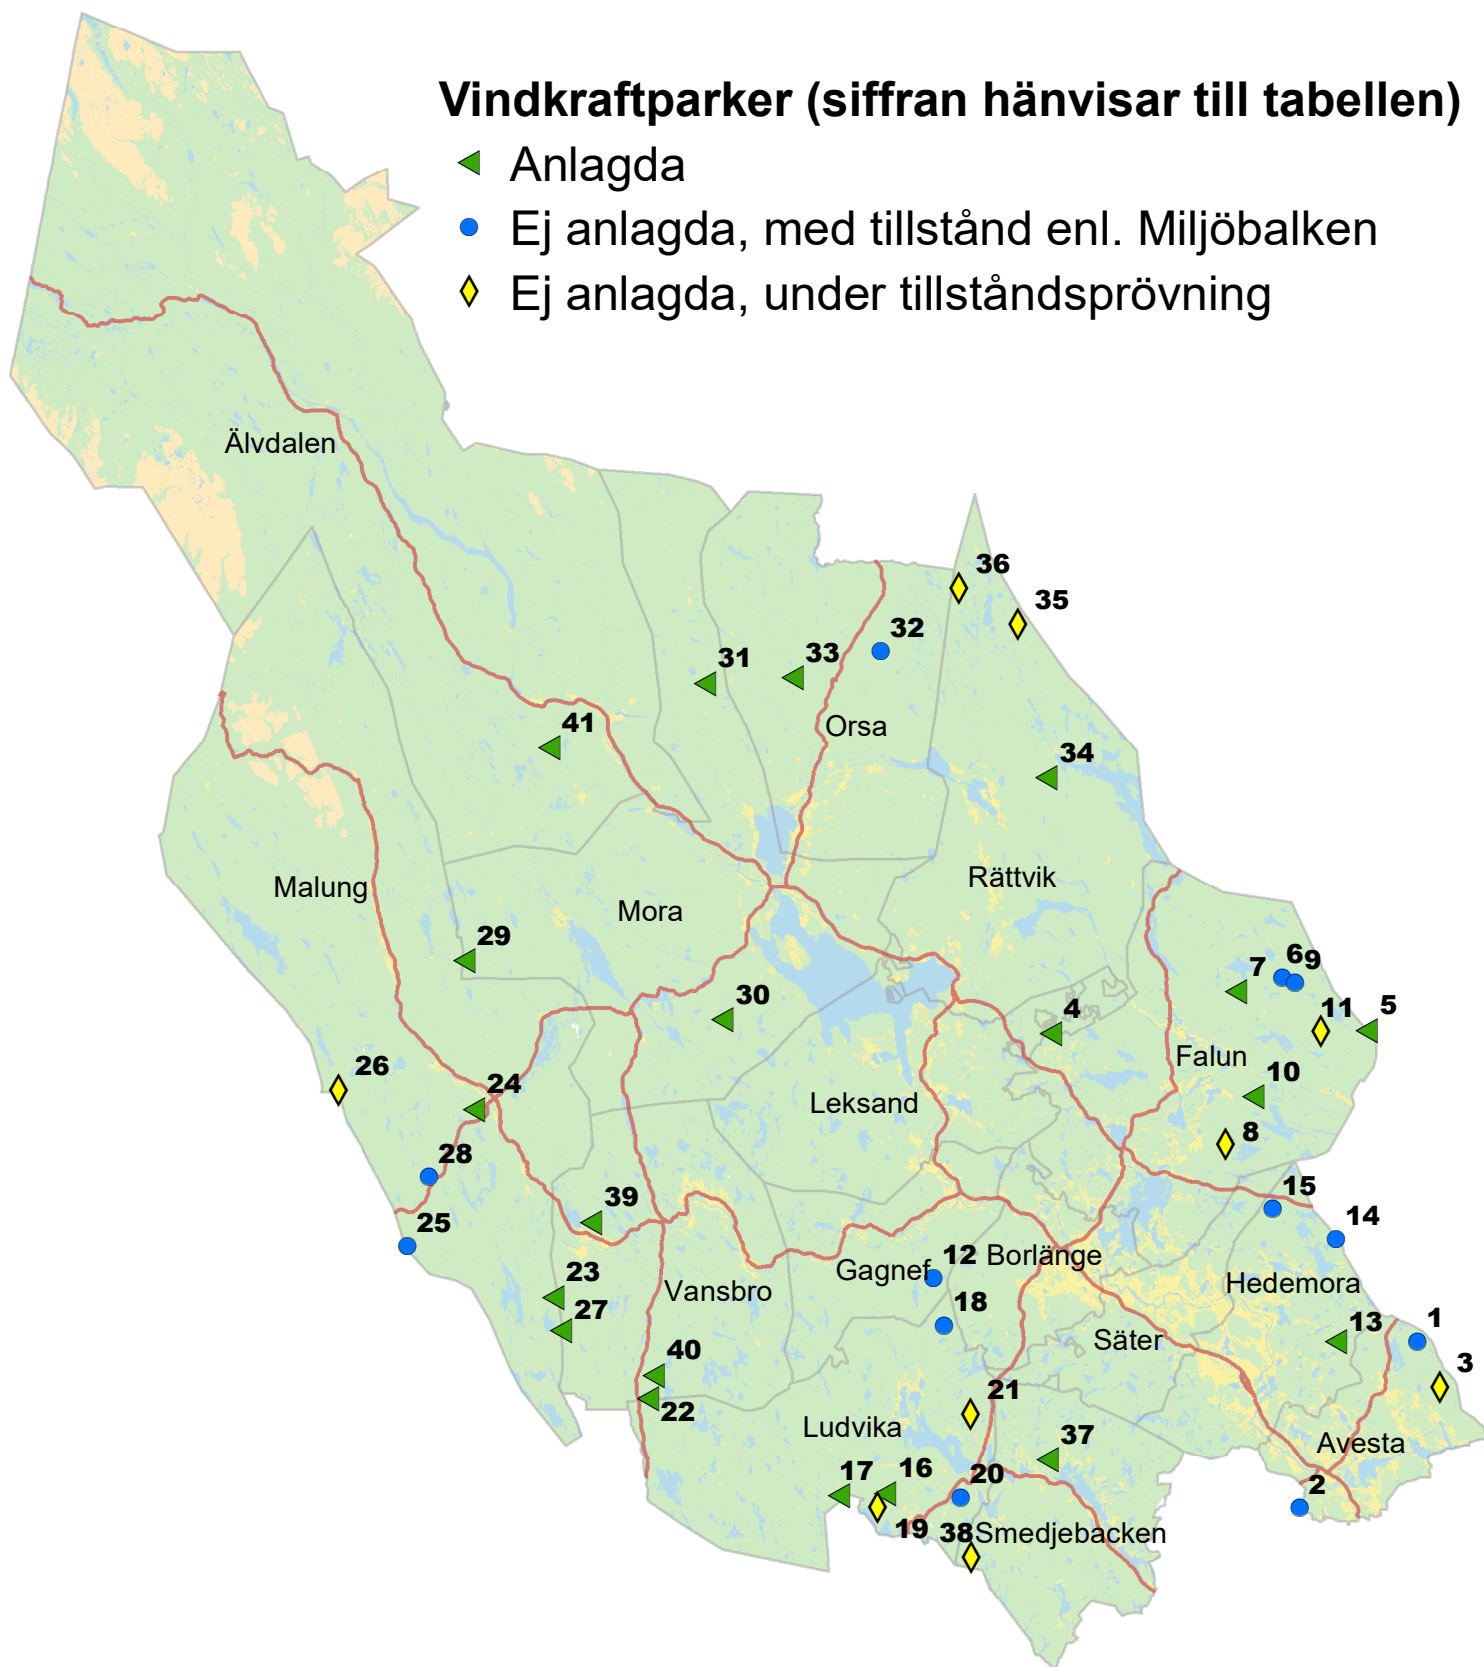 Vindkraftparker (siffran hänvisar till tabellen)
Anlagda
Ej anlagda, med tillstånd enl. Miljöbalken
Ej anlagda, under tillståndsprövning
Älvdalen
36
35
32
33
31
Orsa
41
34
Rättvik
Malung
Mora
29
6
9
7
30
4
11
5
Falun
26
24
10
Leksand
8
28
39
15
25
14
12
Borlänge
Gagnef
23
Vansbro
Hedemora
27
18
13
1
Säter
40
3
21
22
Ludvika
37
Avesta
17
16
20
2
19
38
Smedjebacken